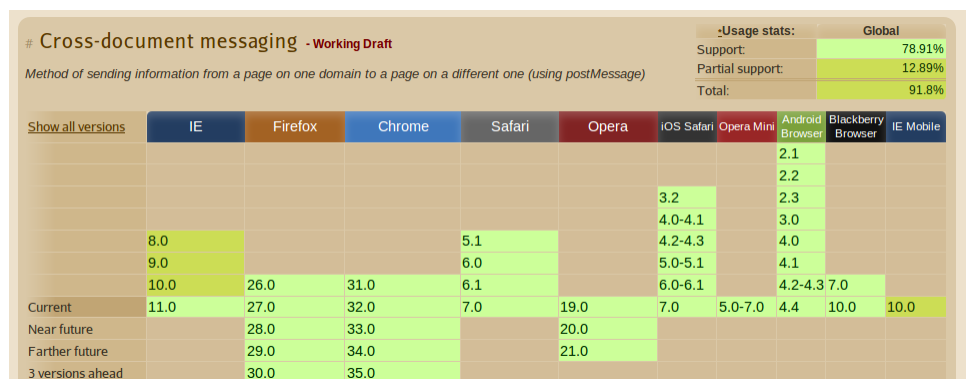 # Cross-document messaging - Working Draft
Method of sending information from a page on one domain to a page on a different one (using postMessage)
•Usage stats: Global
Support: 78.91%
Partial support: 12.89%
Total: 91.8%
Show all versions IE Firefox Chrome Safari Opera iOS Safari Opera Mini Android Browser Blackberry Browser IE Mobile
2.1
2.2
3.2 2.3
4.0-4.1 3.0
8.0 5.1 4.2-4.3 4.0
9.0 6.0 5.0-5.1 4.1
10.0 26.0 31.0 6.1 6.0-6.1 4.2-4.3 7.0
Current 11.0 27.0 32.0 7.0 19.0 7.0 5.0-7.0 4.4 10.0 10.0
Near future 28.0 33.0 20.0
Farther future 29.0 34.0 21.0
3 versions ahead 30.0 35.0